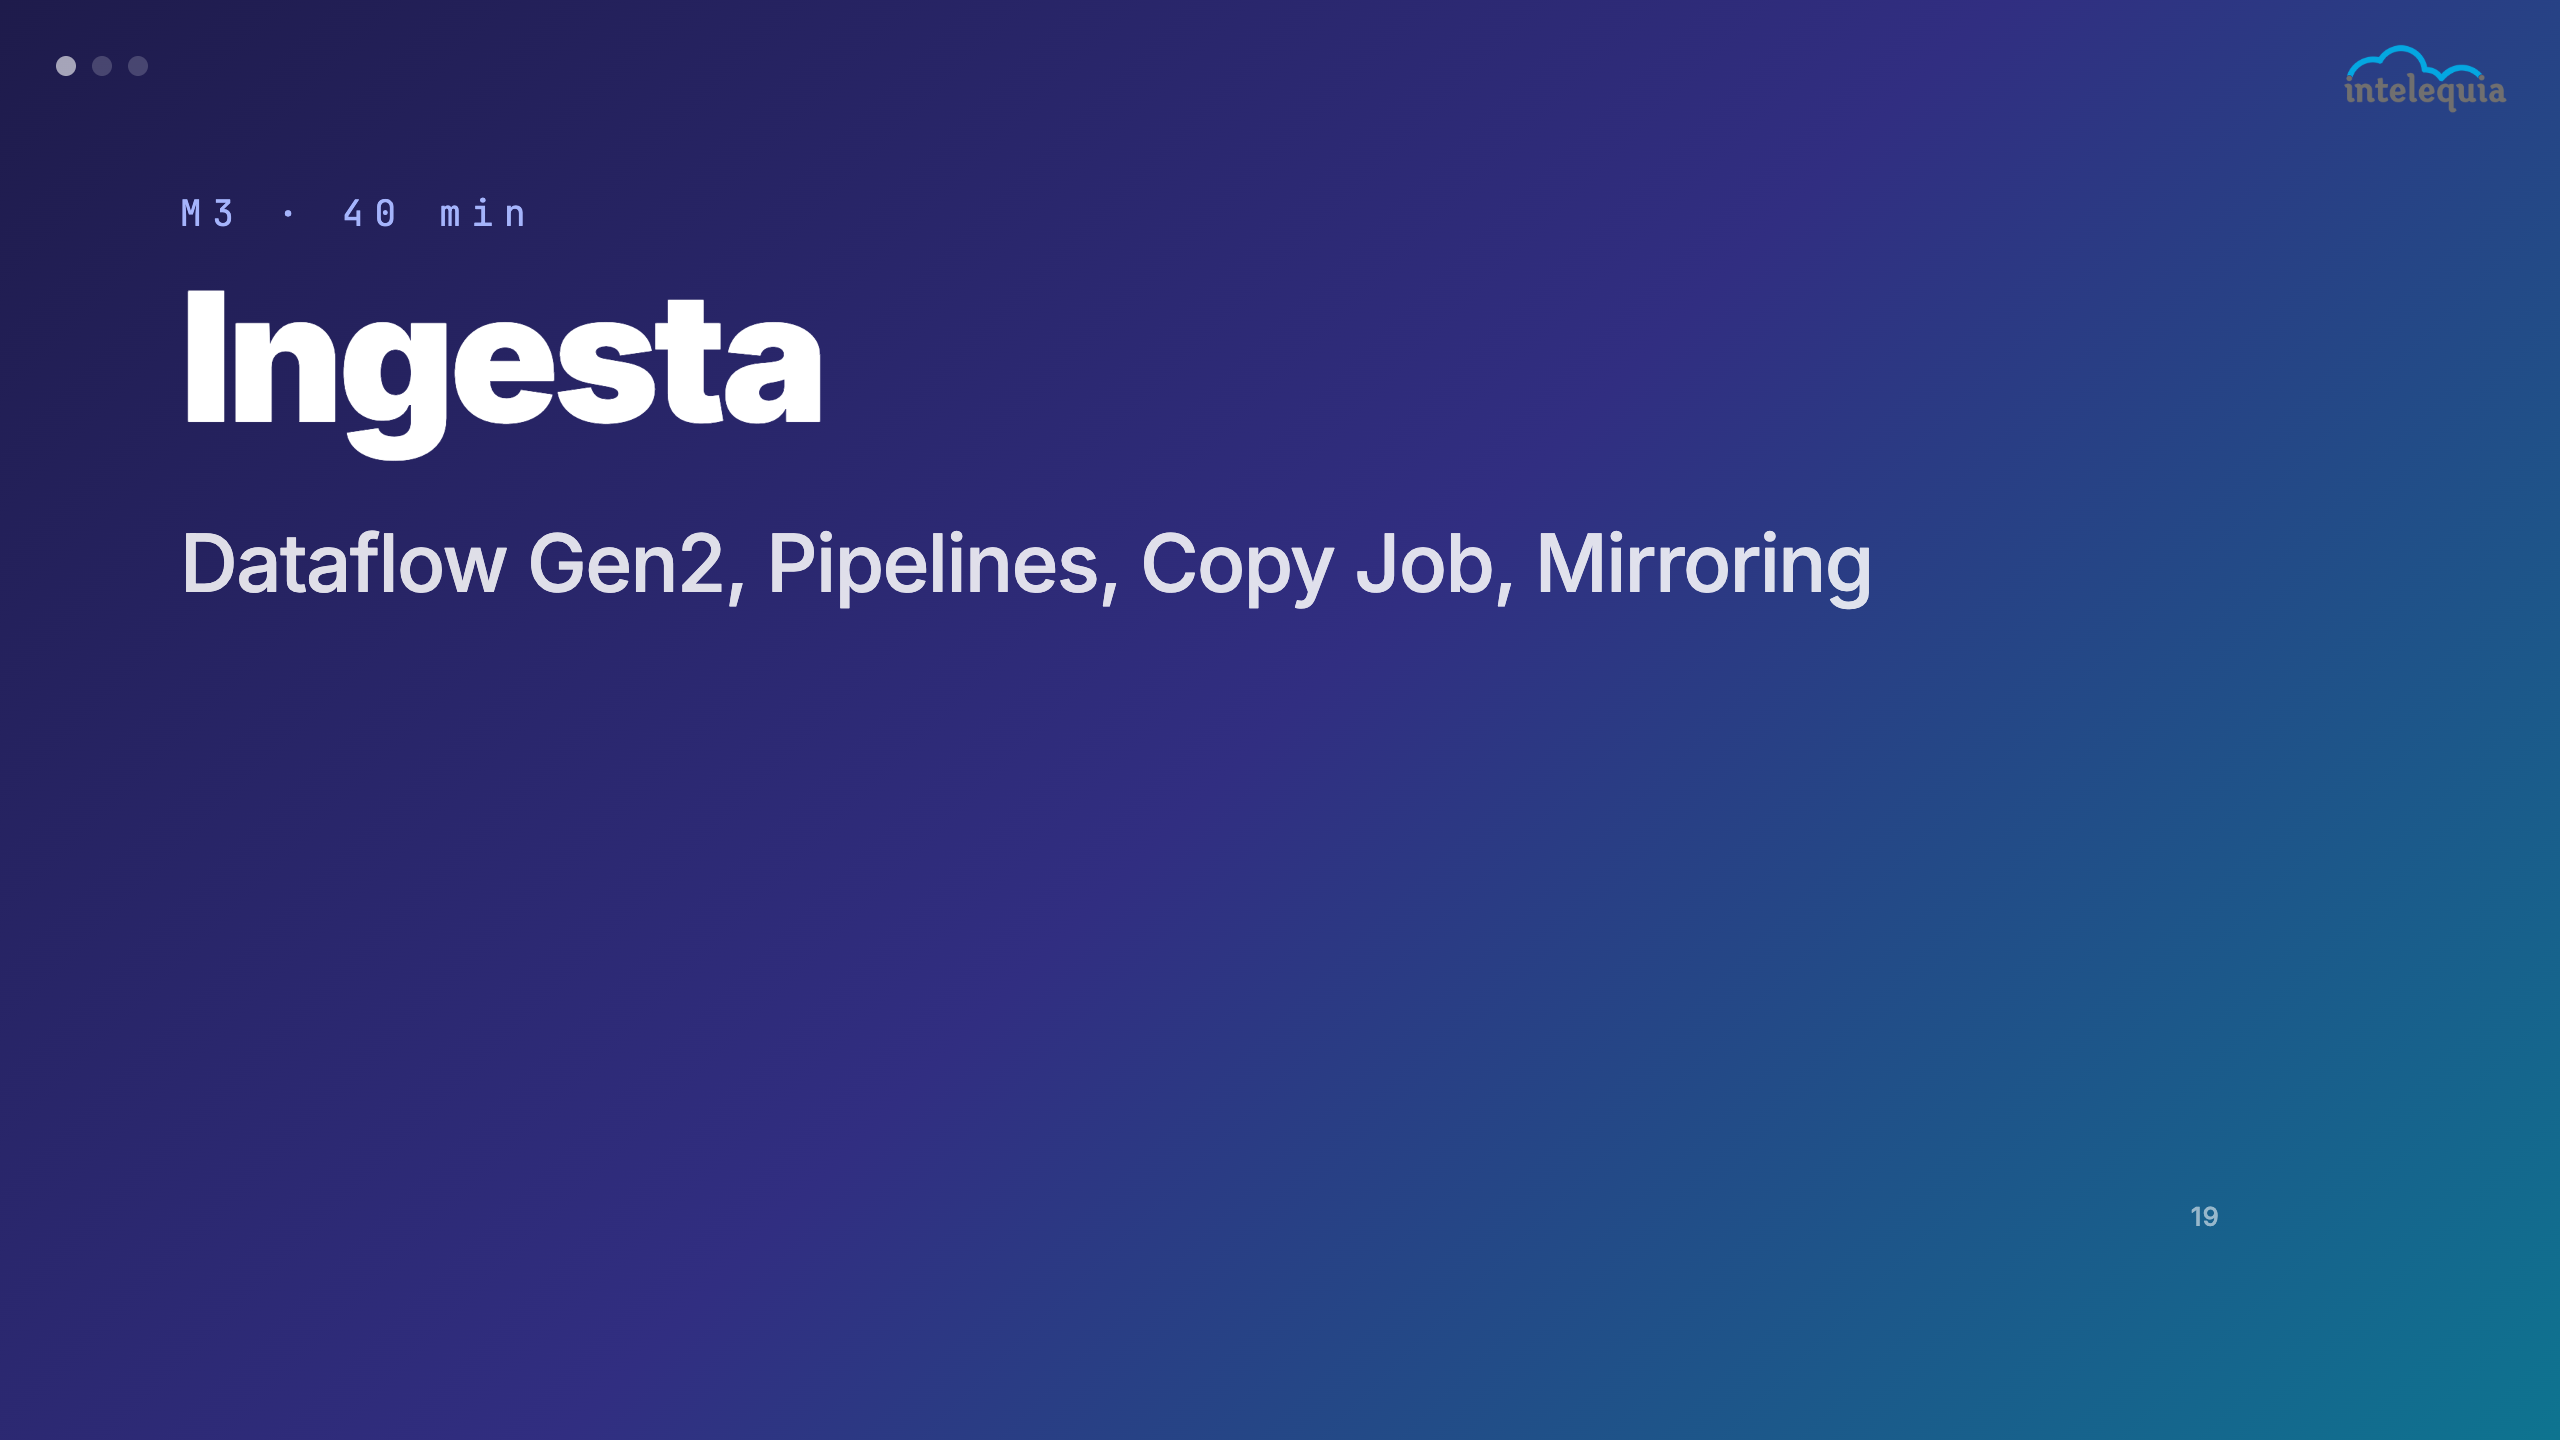 intelequia
M3 · 40 min
Ingesta
Dataflow Gen2, Pipelines, Copy Job, Mirroring
19